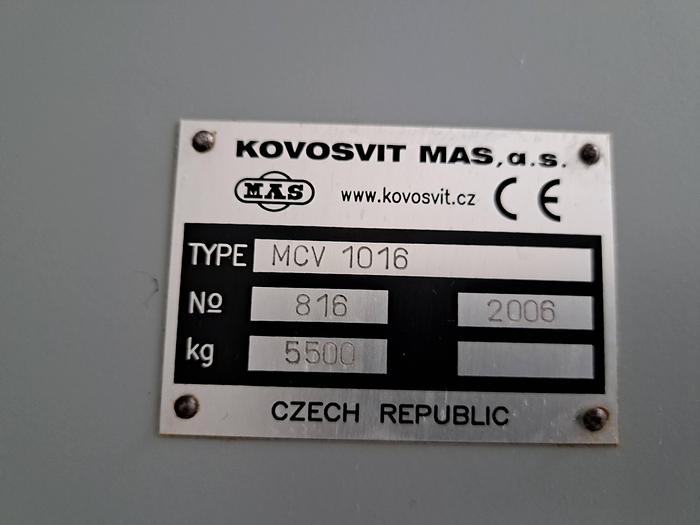 KOVOSVIT MAS, a.s.
MAS www.kovosvit.cz CE
TYPE MCV 1016
Nº 816 2006
kg 5500
CZECH REPUBLIC